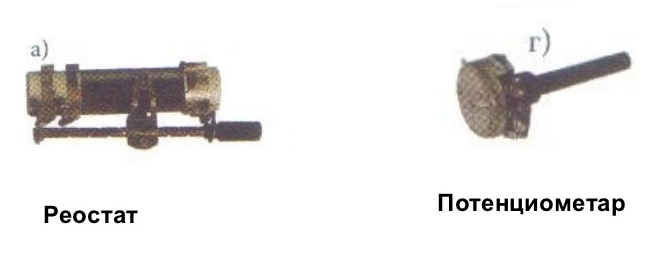 а)
г)
Реостат
Потенциометар